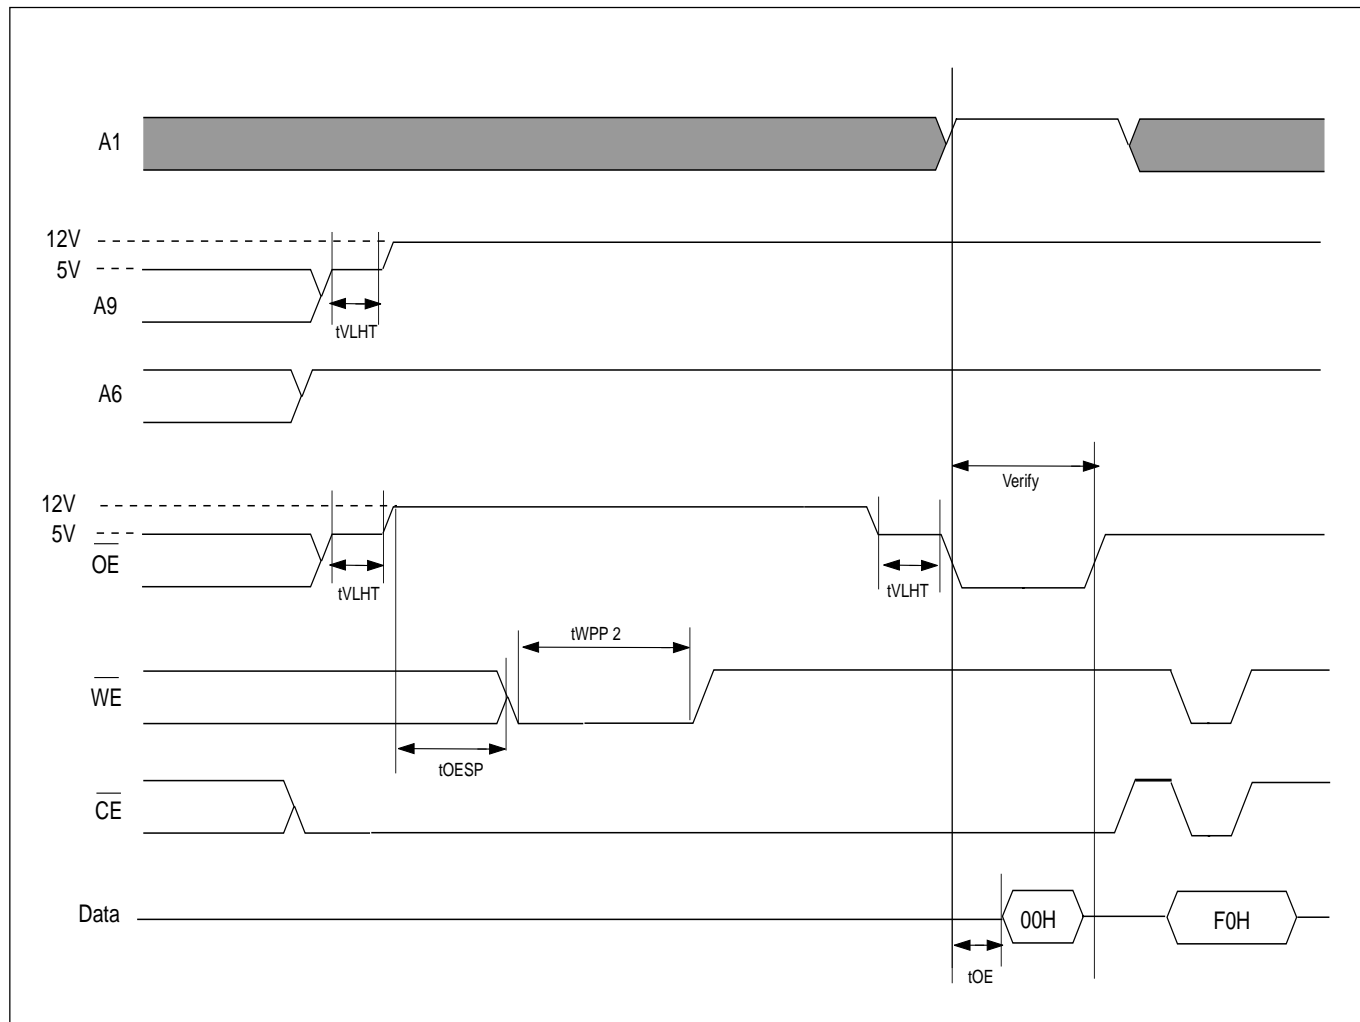 A1
12V
5V
A9
tVLHT
A6
Verify
12V
5V
OE
tVLHT
tVLHT
tWPP 2
WE
tOESP
CE
Data
00H
F0H
tOE